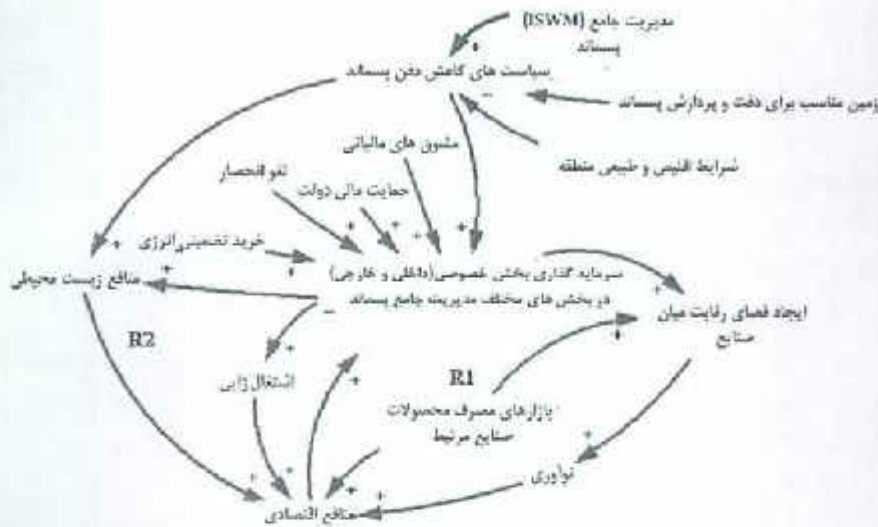 مدیریت جامع (ISWM)
پسماند
سیاست های کاهش دفن پسماند
زمین مناسب برای دفت و پردازش پسماند
شرایط اقلیمی و طبیعی منطقه
مشوق های مالیاتی
لغو انحصار
حمایت مالی دولت
خرید تضمینی انرژی
سرمایه گذاری بخش خصوصی(داخلی و خارجی)
در بخش های مختلف مدیریت جامع پسماند
منافع زیست محیطی
ایجاد فضای رقابت میان
صنایع
R2
اشتغال زایی
R1
بازارهای مصرف محصولات
صنایع مرتبط
نوآوری
منافع اقتصادی